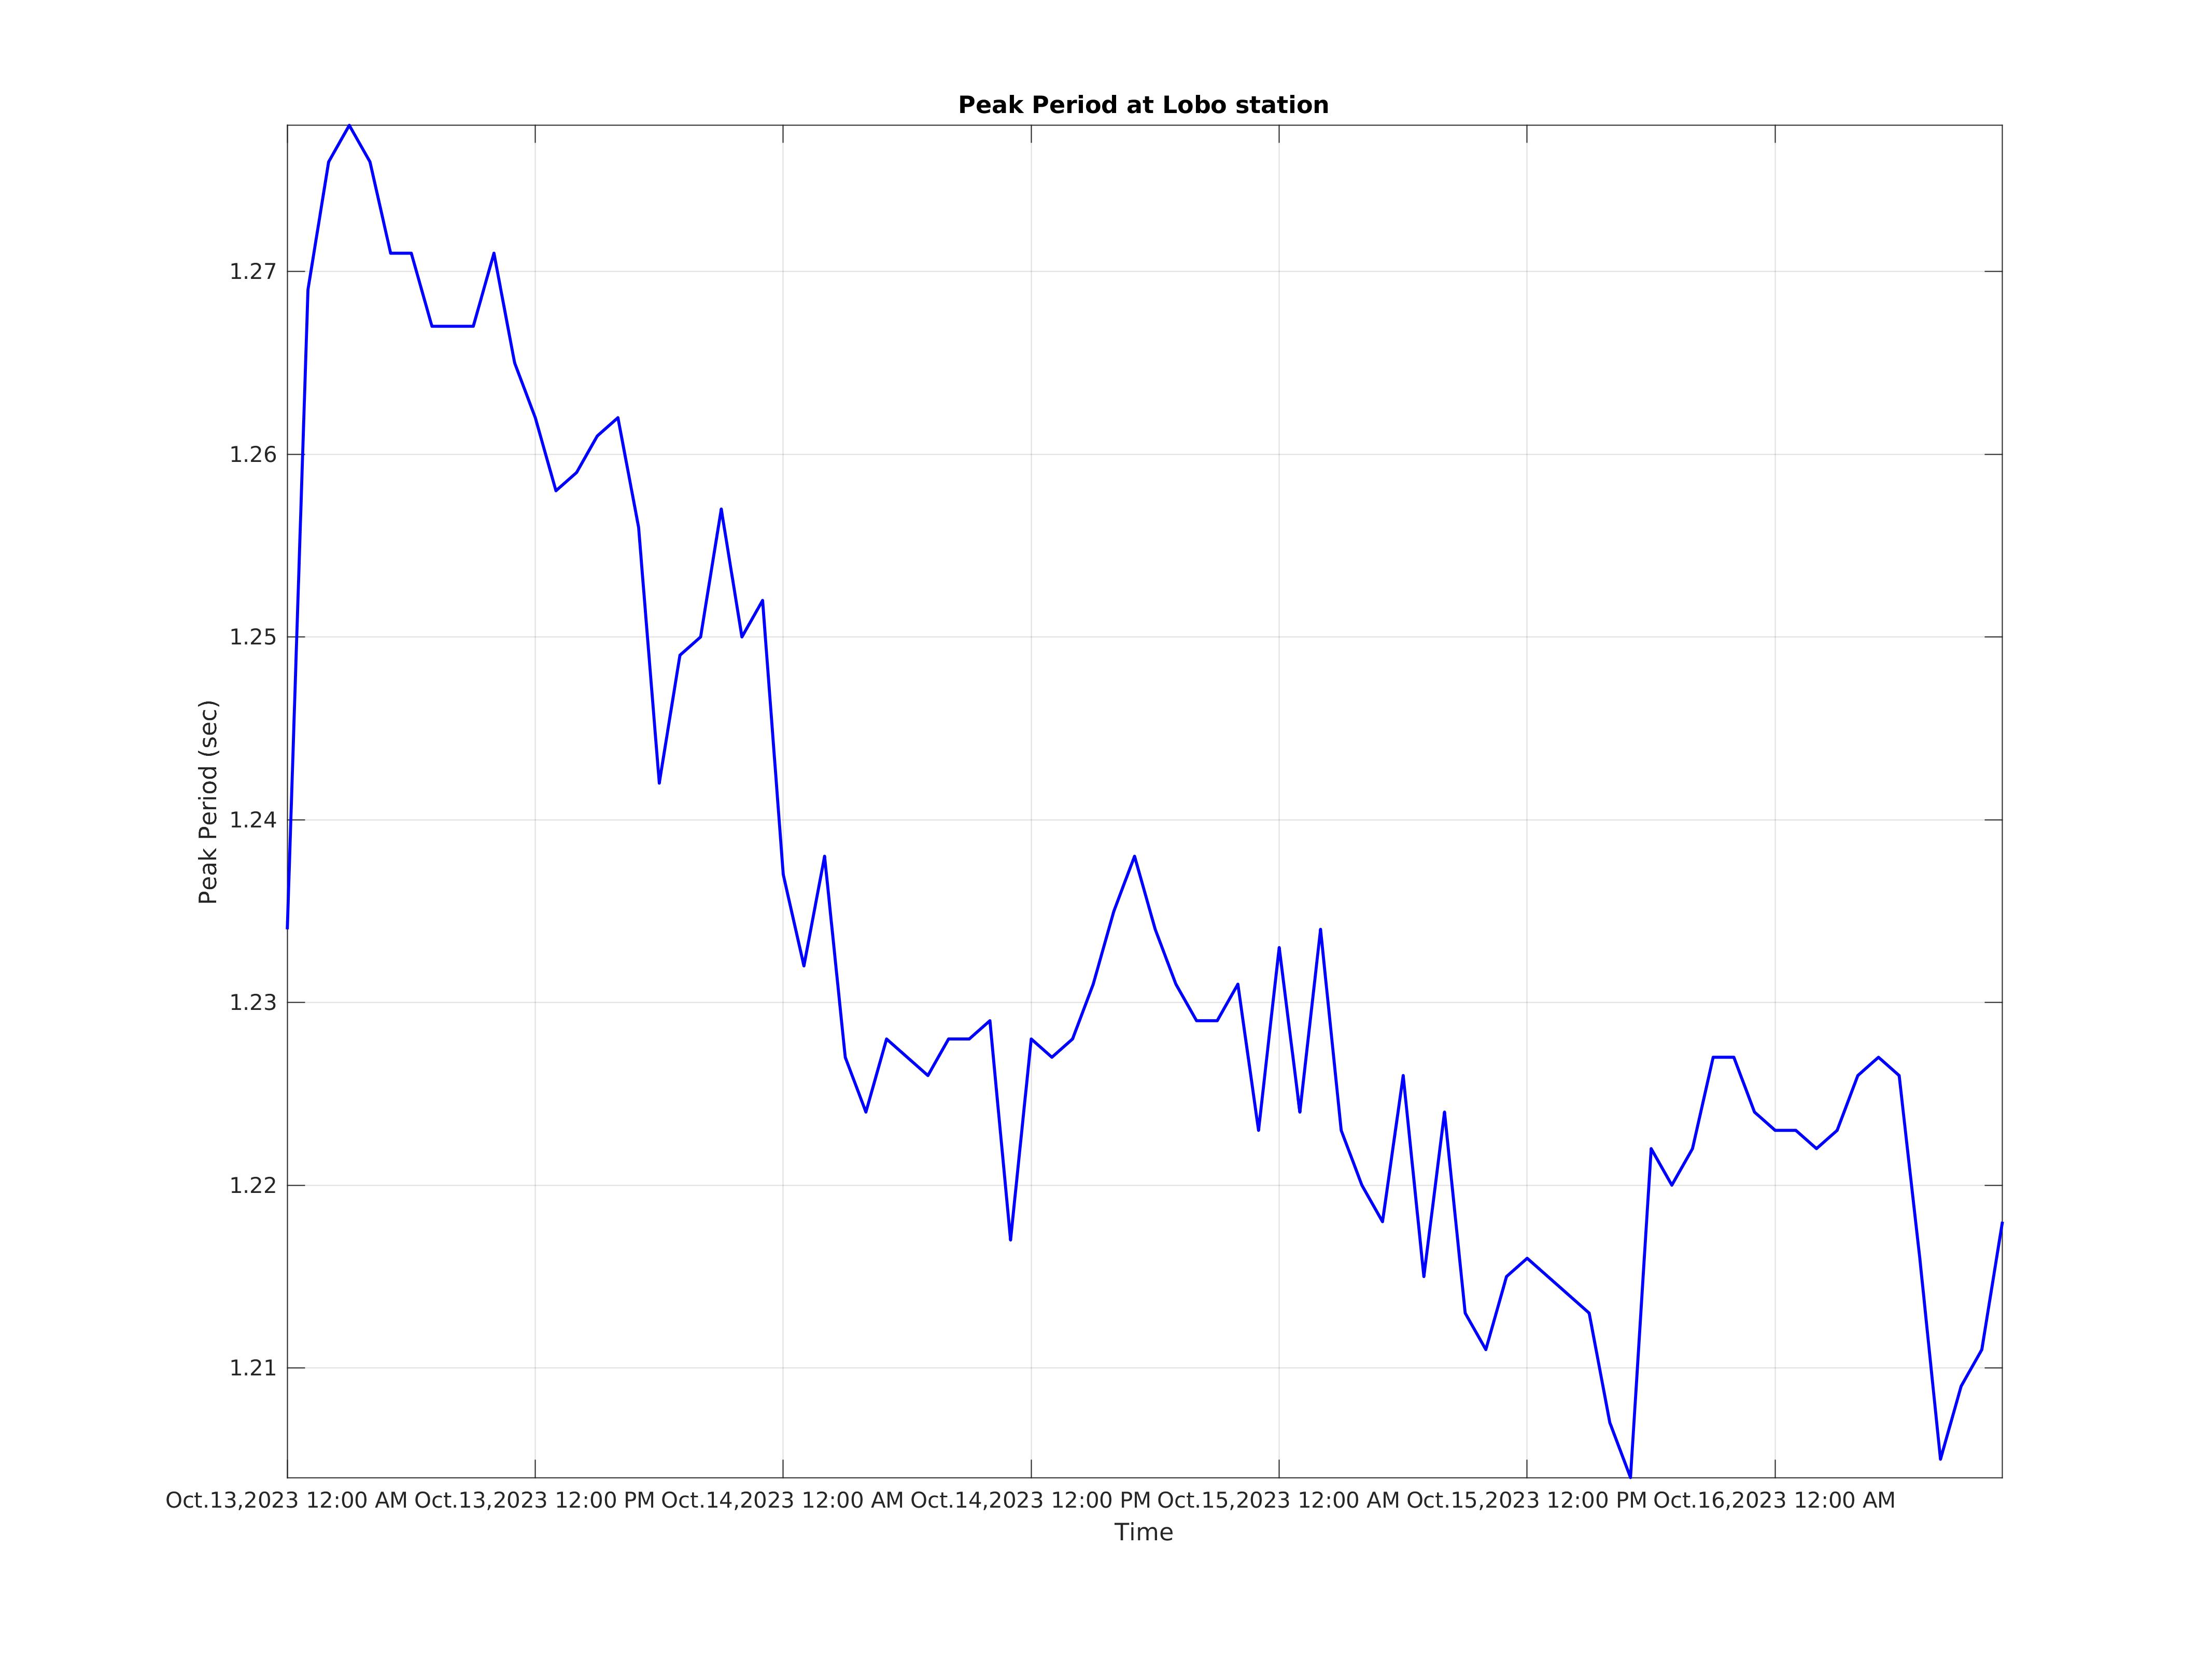 Peak Period at Lobo station
Peak Period (sec)
1.27
1.26
1.25
1.24
1.23
1.22
1.21
Oct.13,2023 12:00 AM Oct.13,2023 12:00 PM Oct.14,2023 12:00 AM Oct.14,2023 12:00 PM Oct.15,2023 12:00 AM Oct.15,2023 12:00 PM Oct.16,2023 12:00 AM
Time